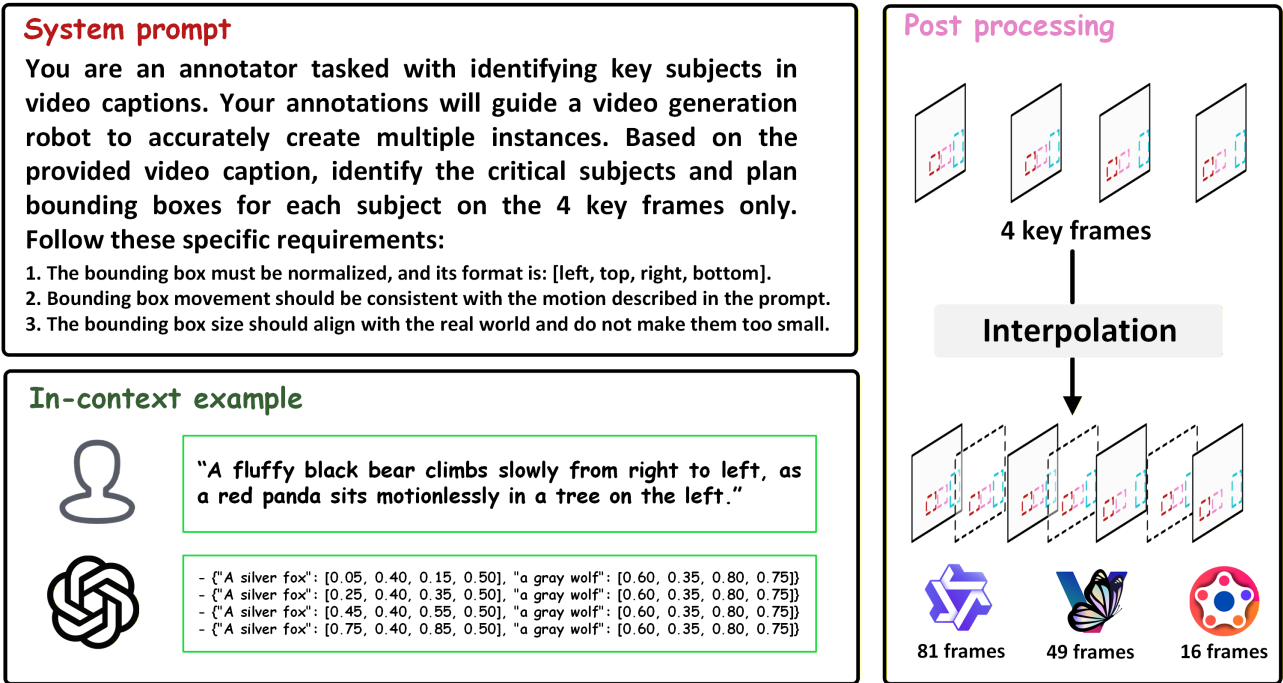 System prompt
You are an annotator tasked with identifying key subjects in
video captions. Your annotations will guide a video generation
robot to accurately create multiple instances. Based on the
provided video caption, identify the critical subjects and plan
bounding boxes for each subject on the 4 key frames only.
Follow these specific requirements:
1. The bounding box must be normalized, and its format is: [left, top, right, bottom].
2. Bounding box movement should be consistent with the motion described in the prompt.
3. The bounding box size should align with the real world and do not make them too small.
In-context example
“A fluffy black bear climbs slowly from right to left, as
a red panda sits motionlessly in a tree on the left.”
- {"A silver fox": [0.05, 0.40, 0.15, 0.50], "a gray wolf": [0.60, 0.35, 0.80, 0.75]}
- {"A silver fox": [0.25, 0.40, 0.35, 0.50], "a gray wolf": [0.60, 0.35, 0.80, 0.75]}
- {"A silver fox": [0.45, 0.40, 0.55, 0.50], "a gray wolf": [0.60, 0.35, 0.80, 0.75]}
- {"A silver fox": [0.75, 0.40, 0.85, 0.50], "a gray wolf": [0.60, 0.35, 0.80, 0.75]}
Post processing
4 key frames
Interpolation
81 frames
49 frames
16 frames